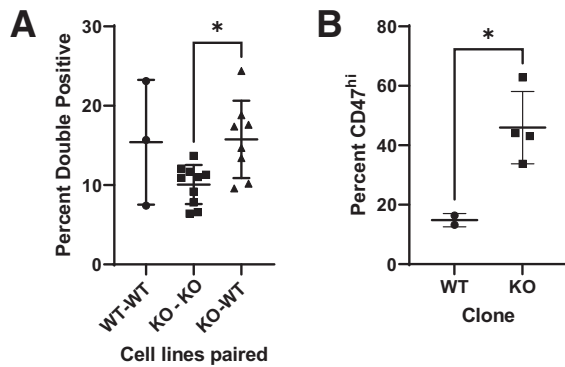 A
Percent Double Positive
30
20
10
0
*
WT-WT
KO - KO
KO-WT
Cell lines paired
B
Percent CD47hi
80
60
40
20
0
*
WT
KO
Clone